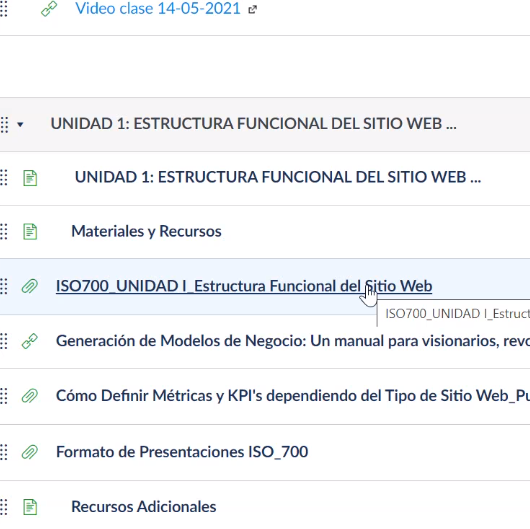 Video clase 14-05-2021
UNIDAD 1: ESTRUCTURA FUNCIONAL DEL SITIO WEB ...
UNIDAD 1: ESTRUCTURA FUNCIONAL DEL SITIO WEB ...
Materiales y Recursos
ISO700_UNIDAD I_Estructura Funcional del Sitio Web
ISO700_UNIDAD I_Estruct
Generación de Modelos de Negocio: Un manual para visionarios, revo
Cómo Definir Métricas y KPI's dependiendo del Tipo de Sitio Web_Pu
Formato de Presentaciones ISO_700
Recursos Adicionales